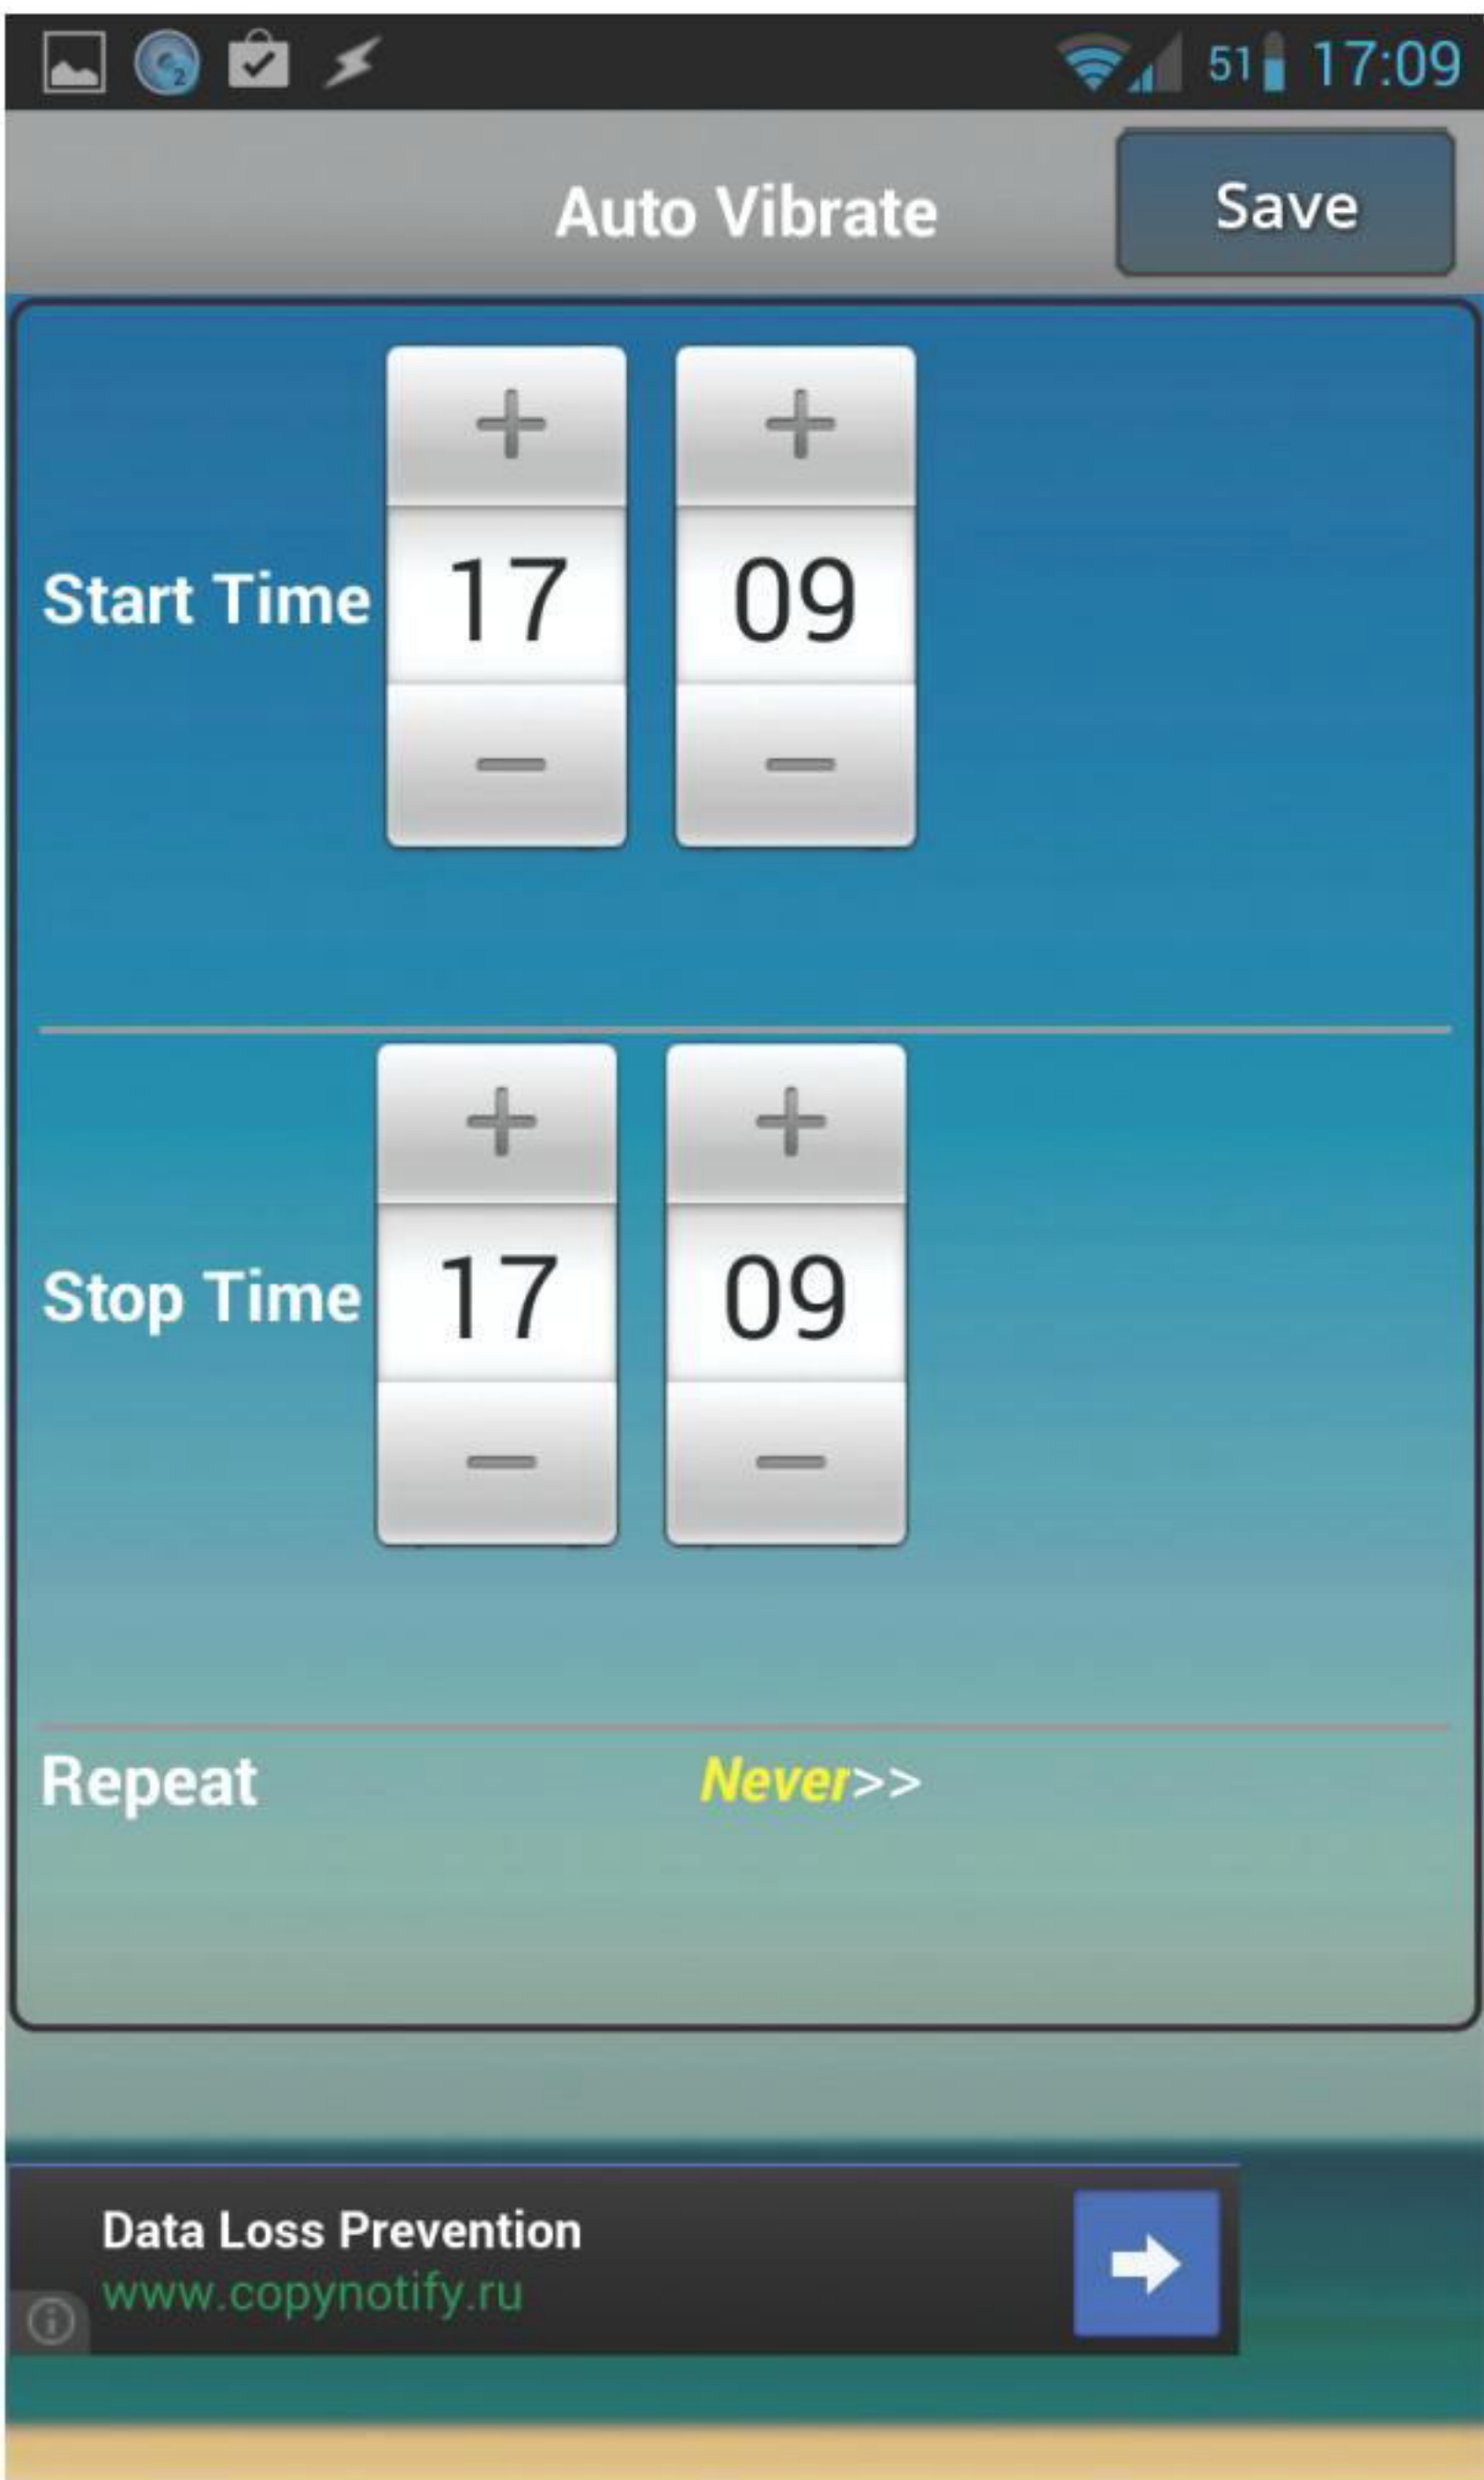 51 17:09
Auto Vibrate Save
+ +
Start Time 17 09
− −
+ +
Stop Time 17 09
− −
Repeat Never>>
Data Loss Prevention
www.copynotify.ru